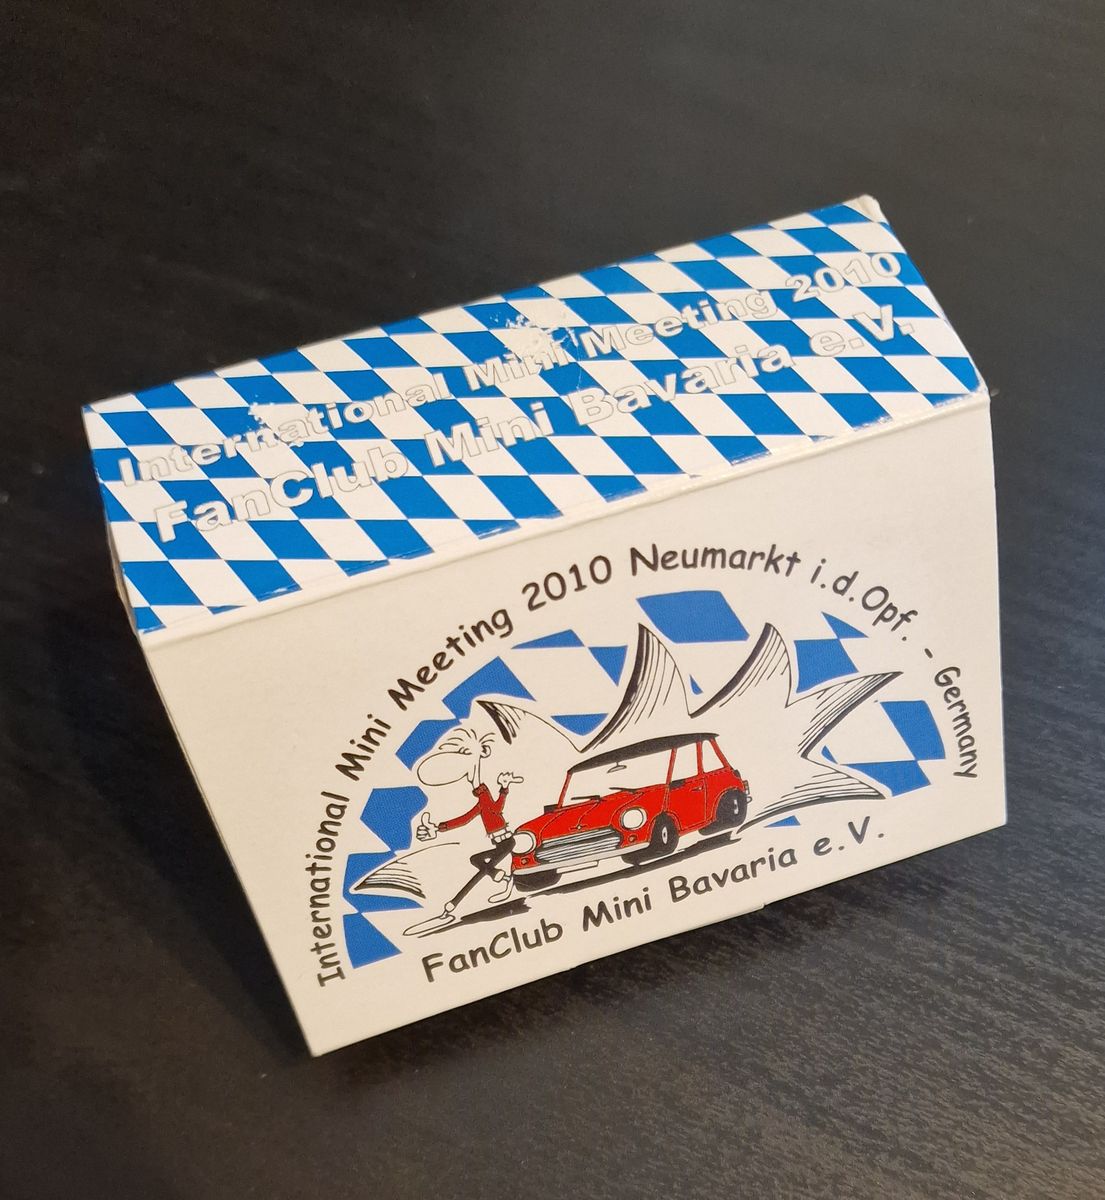 International Mini Meeting 2010
FanClub Mini Bavaria e.V.
International Mini Meeting 2010 Neumarkt i.d.Opf. - Germany
FanClub Mini Bavaria e.V.